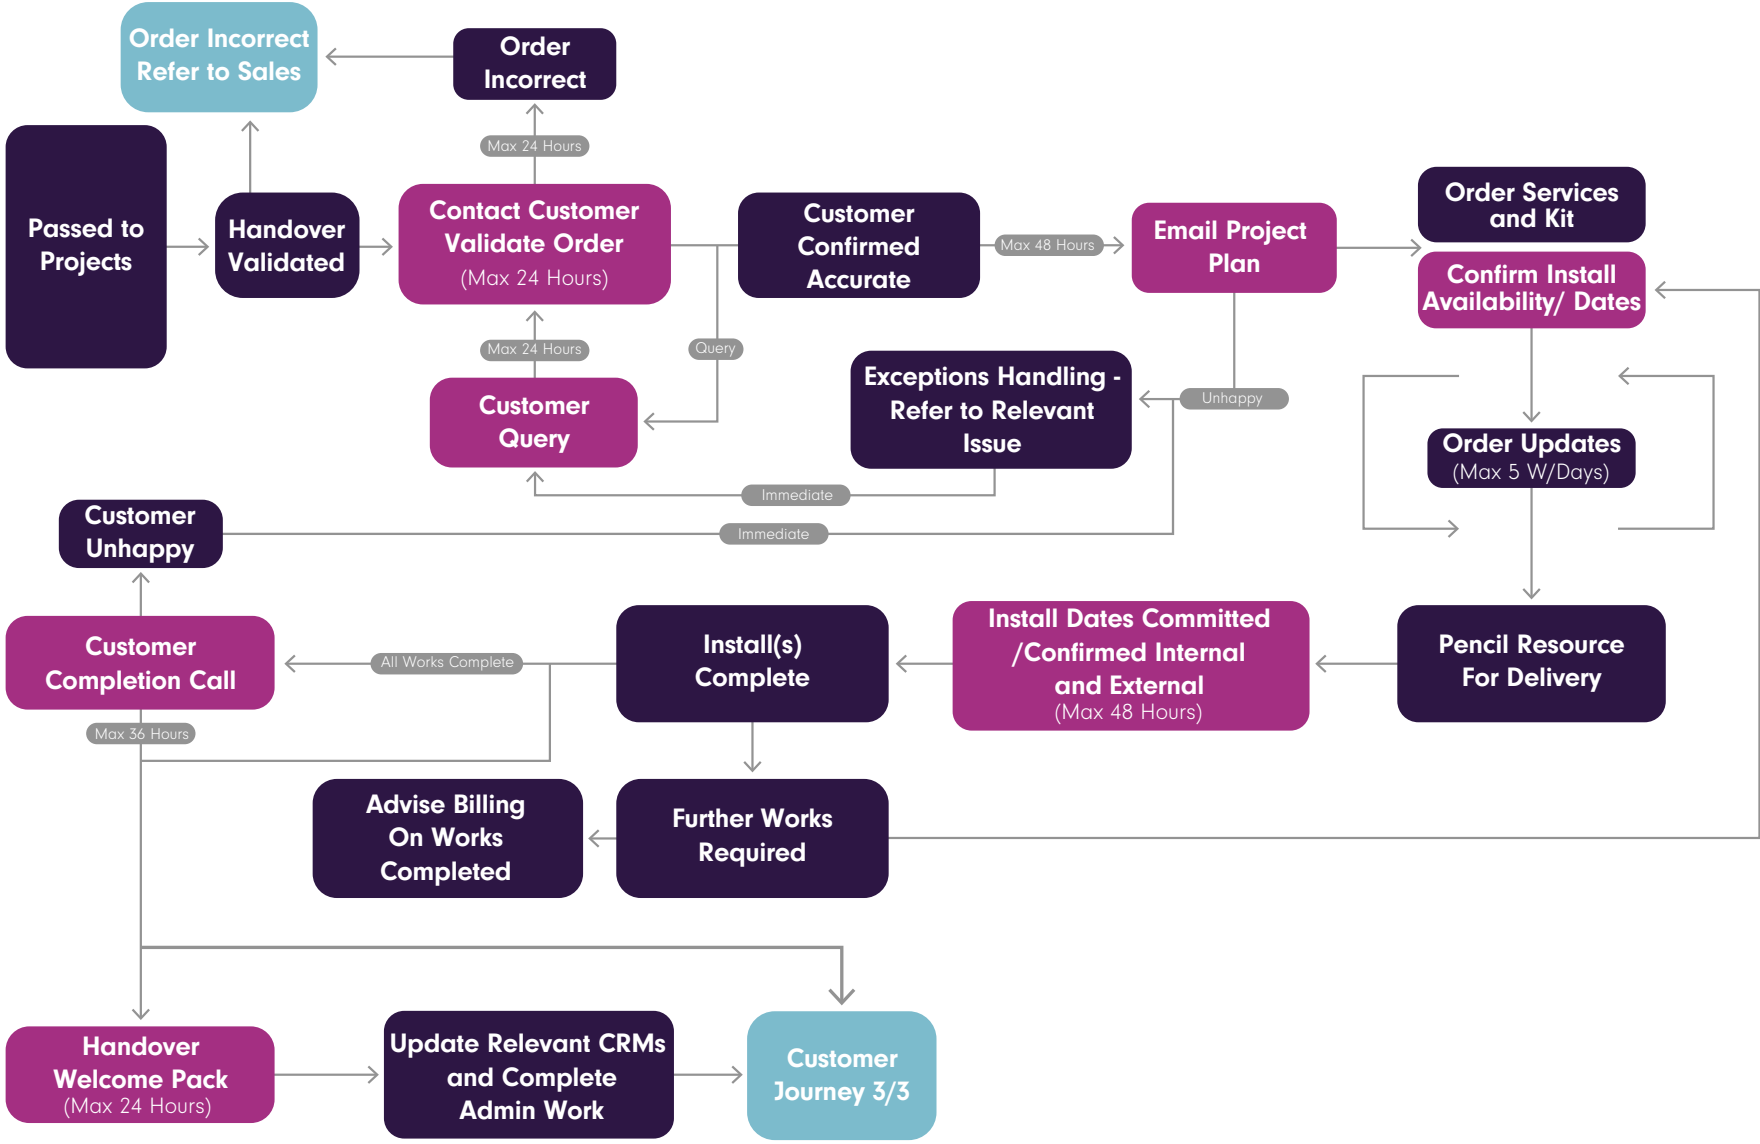 Order Incorrect
Refer to Sales
Order
Incorrect
Max 24 Hours
Passed to
Projects
Handover
Validated
Contact Customer
Validate Order
(Max 24 Hours)
Customer
Confirmed
Accurate
Max 48 Hours
Email Project
Plan
Order Services
and Kit
Confirm Install
Availability/ Dates
Max 24 Hours
Query
Customer
Query
Exceptions Handling -
Refer to Relevant
Issue
Unhappy
Order Updates
(Max 5 W/Days)
Immediate
Customer
Unhappy
Immediate
Customer
Completion Call
All Works Complete
Install(s)
Complete
Install Dates Committed
/Confirmed Internal
and External
(Max 48 Hours)
Pencil Resource
For Delivery
Max 36 Hours
Advise Billing
On Works
Completed
Further Works
Required
Handover
Welcome Pack
(Max 24 Hours)
Update Relevant CRMs
and Complete
Admin Work
Customer
Journey 3/3